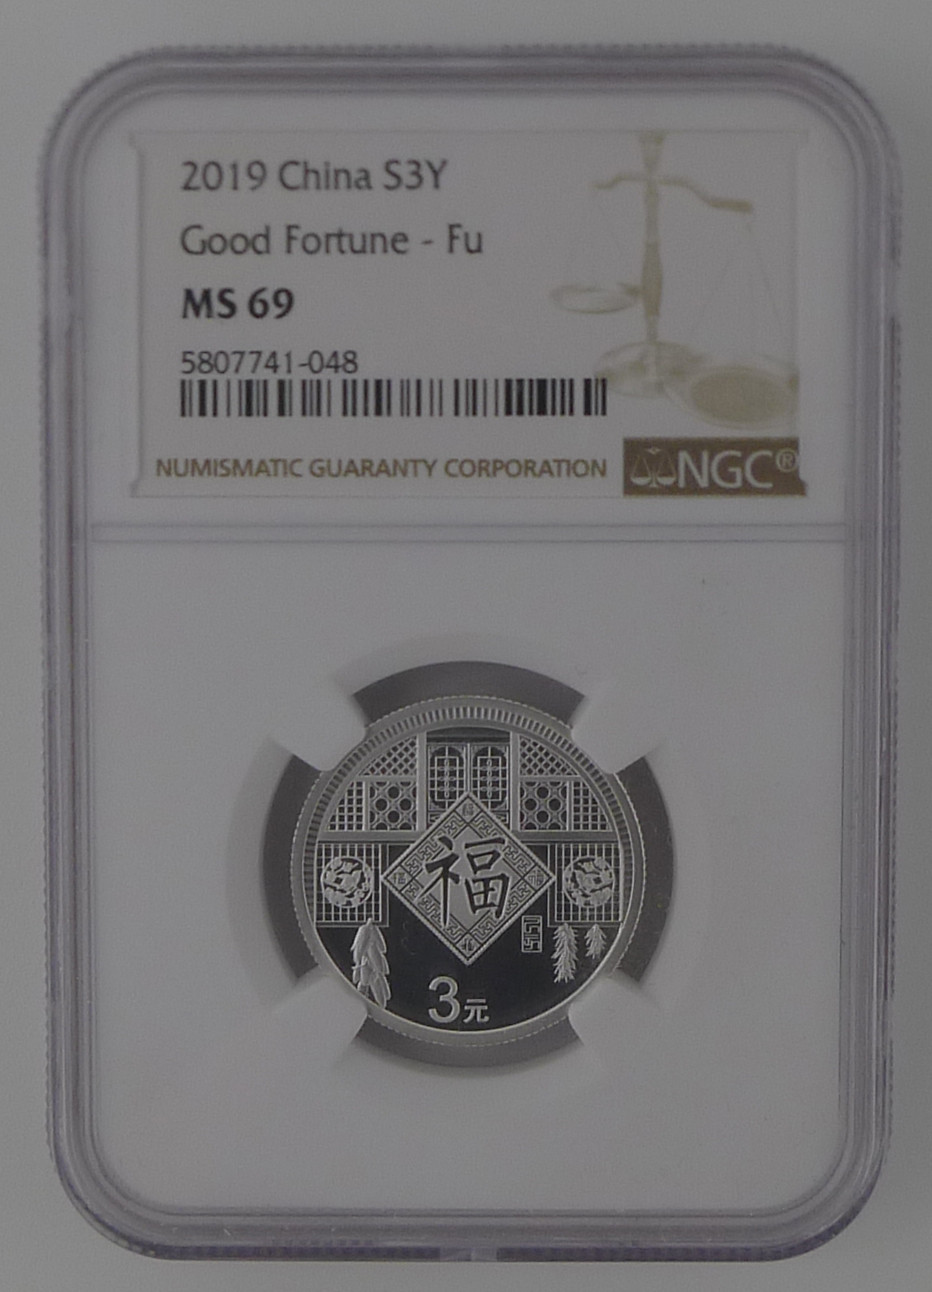 2019 China S3Y
Good Fortune - Fu
MS 69
5807741-048
NUMISMATIC GUARANTY CORPORATION
NGC®
福
3元